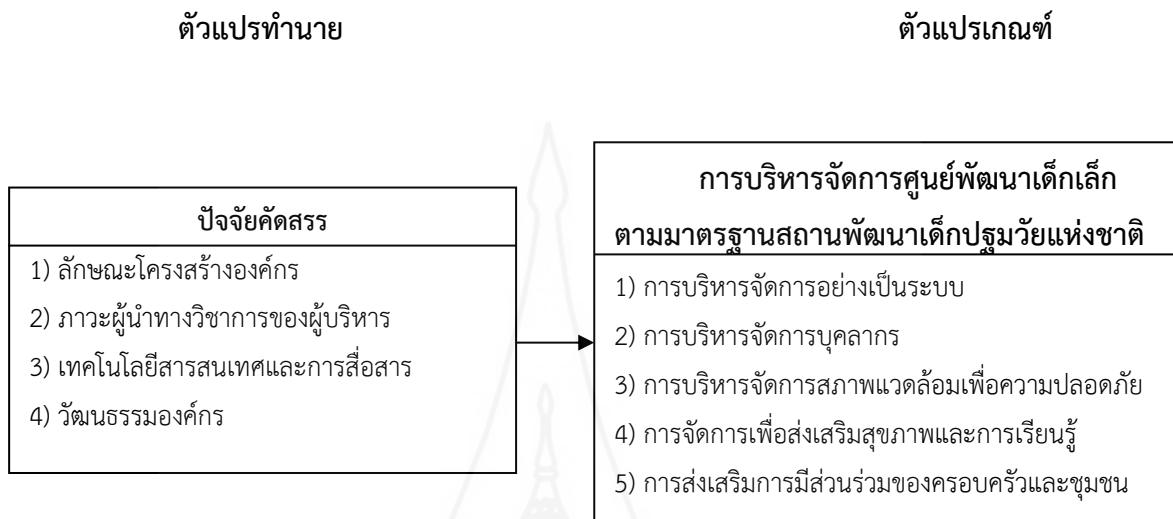 ตัวแปรทำนาย
ตัวแปรเกณฑ์
ปัจจัยคัดสรร
1) ลักษณะโครงสร้างองค์กร
2) ภาวะผู้นำทางวิชาการของผู้บริหาร
3) เทคโนโลยีสารสนเทศและการสื่อสาร
4) วัฒนธรรมองค์กร
การบริหารจัดการศูนย์พัฒนาเด็กเล็ก
ตามมาตรฐานสถานพัฒนาเด็กปฐมวัยแห่งชาติ
1) การบริหารจัดการอย่างเป็นระบบ
2) การบริหารจัดการบุคลากร
3) การบริหารจัดการสภาพแวดล้อมเพื่อความปลอดภัย
4) การจัดการเพื่อส่งเสริมสุขภาพและการเรียนรู้
5) การส่งเสริมการมีส่วนร่วมของครอบครัวและชุมชน